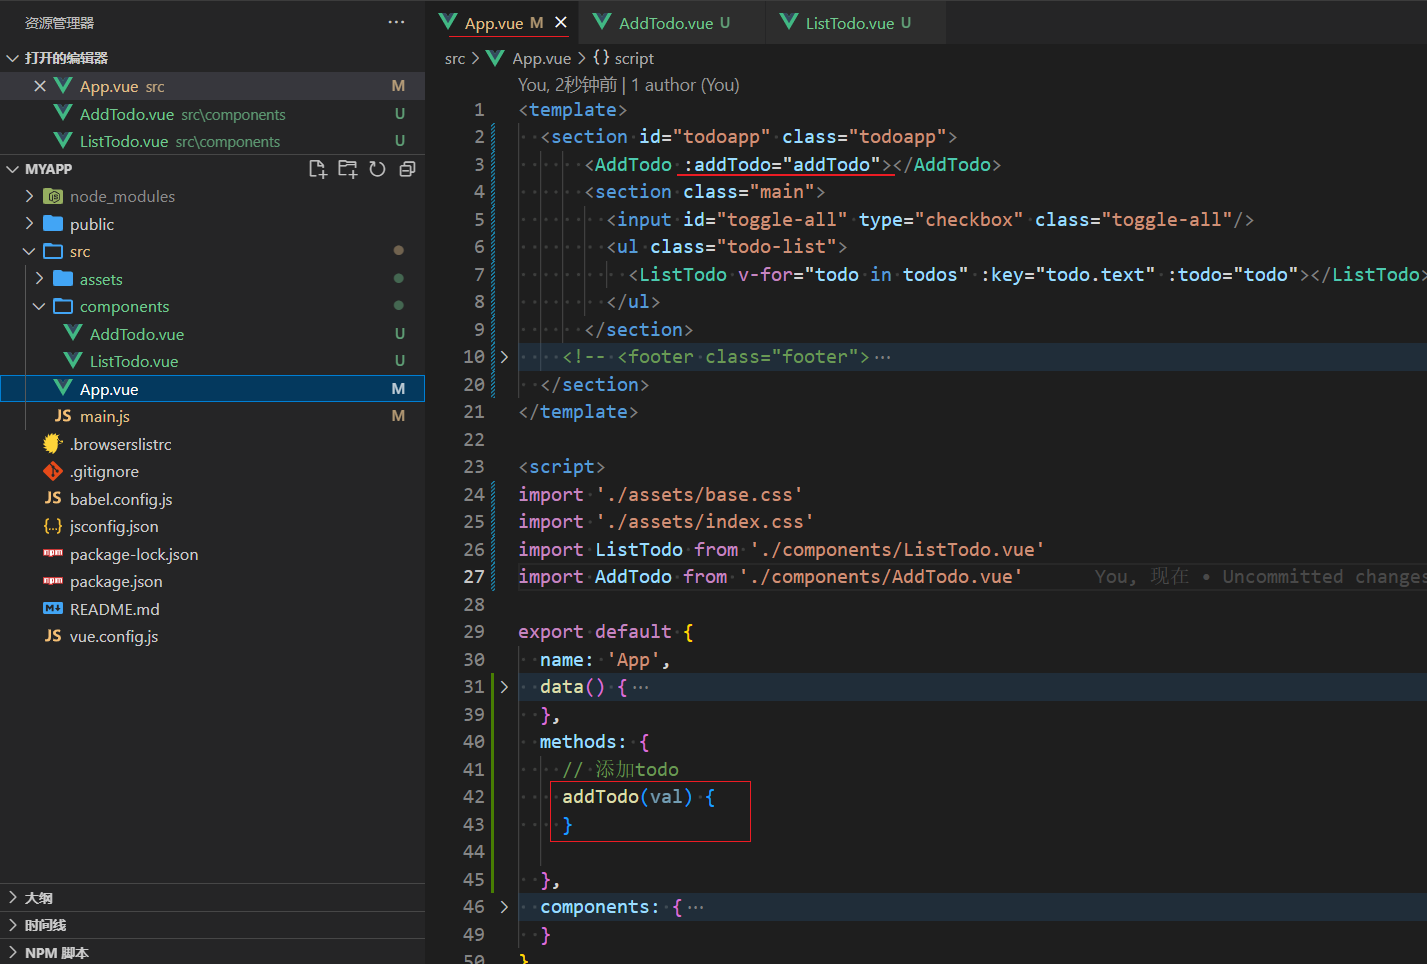 资源管理器
打开的编辑器
App.vue src M
AddTodo.vue src\components U
ListTodo.vue src\components U
MYAPP
node_modules
public
src
assets
components
AddTodo.vue U
ListTodo.vue U
App.vue M
JS main.js M
.browserslistrc
.gitignore
JS babel.config.js
{..} jsconfig.json
npm package-lock.json
npm package.json
M README.md
JS vue.config.js
大纲
时间线
NPM 脚本
App.vue M AddTodo.vue U ListTodo.vue U
src > App.vue > {} script
You, 2秒钟前 | 1 author (You)
1 <template>
2 <section id="todoapp" class="todoapp">
3 <AddTodo :addTodo="addTodo"></AddTodo>
4 <section class="main">
5 <input id="toggle-all" type="checkbox" class="toggle-all"/>
6 <ul class="todo-list">
7 <ListTodo v-for="todo in todos" :key="todo.text" :todo="todo"></ListTodo>
8 </ul>
9 </section>
10 <!-- <footer class="footer">…
20 </section>
21 </template>
22
23 <script>
24 import './assets/base.css'
25 import './assets/index.css'
26 import ListTodo from './components/ListTodo.vue'
27 import AddTodo from './components/AddTodo.vue' You, 现在 • Uncommitted changes
28
29 export default {
30 name: 'App',
31 data() {…
39 },
40 methods: {
41 // 添加todo
42 addTodo(val) {
43 }
44
45 },
46 components: {…
49 }
50 }